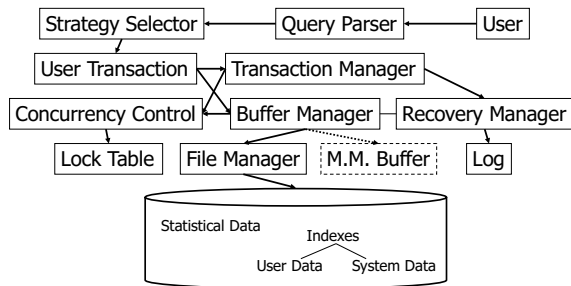 Strategy Selector Query Parser User
User Transaction Transaction Manager
Concurrency Control Buffer Manager Recovery Manager
Lock Table File Manager M.M. Buffer Log
Statistical Data
Indexes
User Data System Data